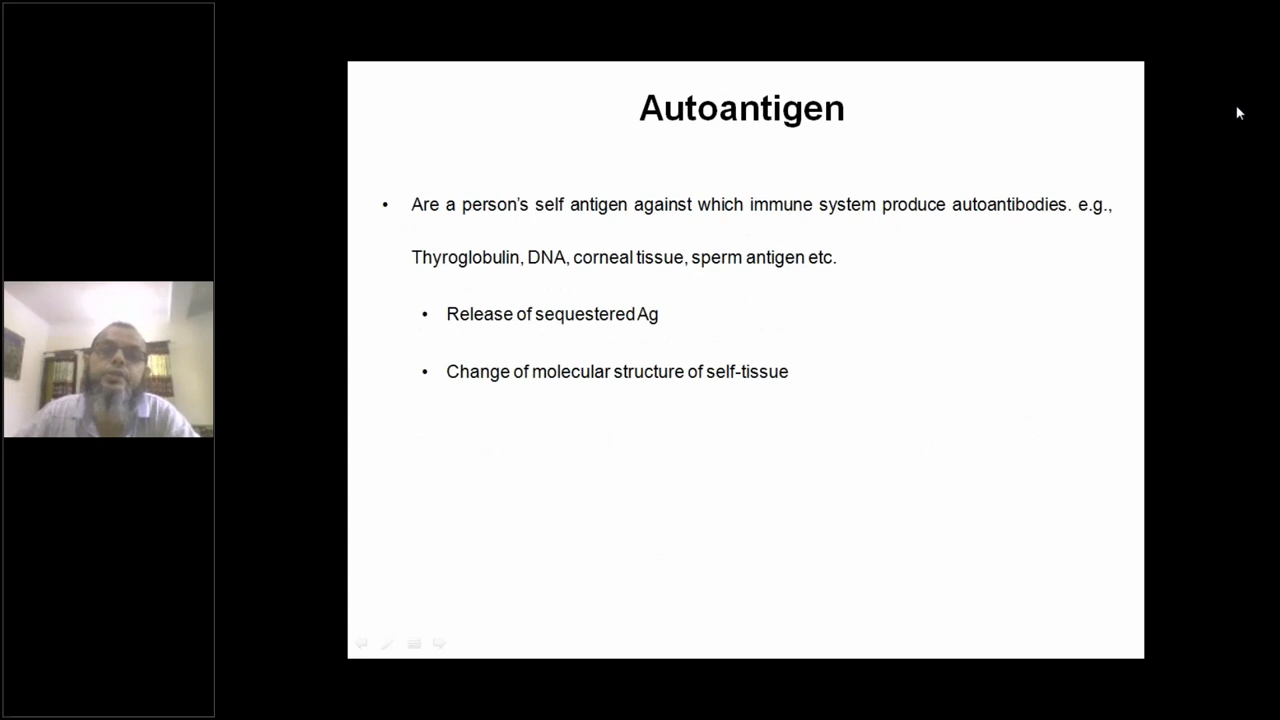 Autoantigen
• Are a person's self antigen against which immune system produce autoantibodies. e.g.,
Thyroglobulin, DNA, corneal tissue, sperm antigen etc.
• Release of sequestered Ag
• Change of molecular structure of self-tissue